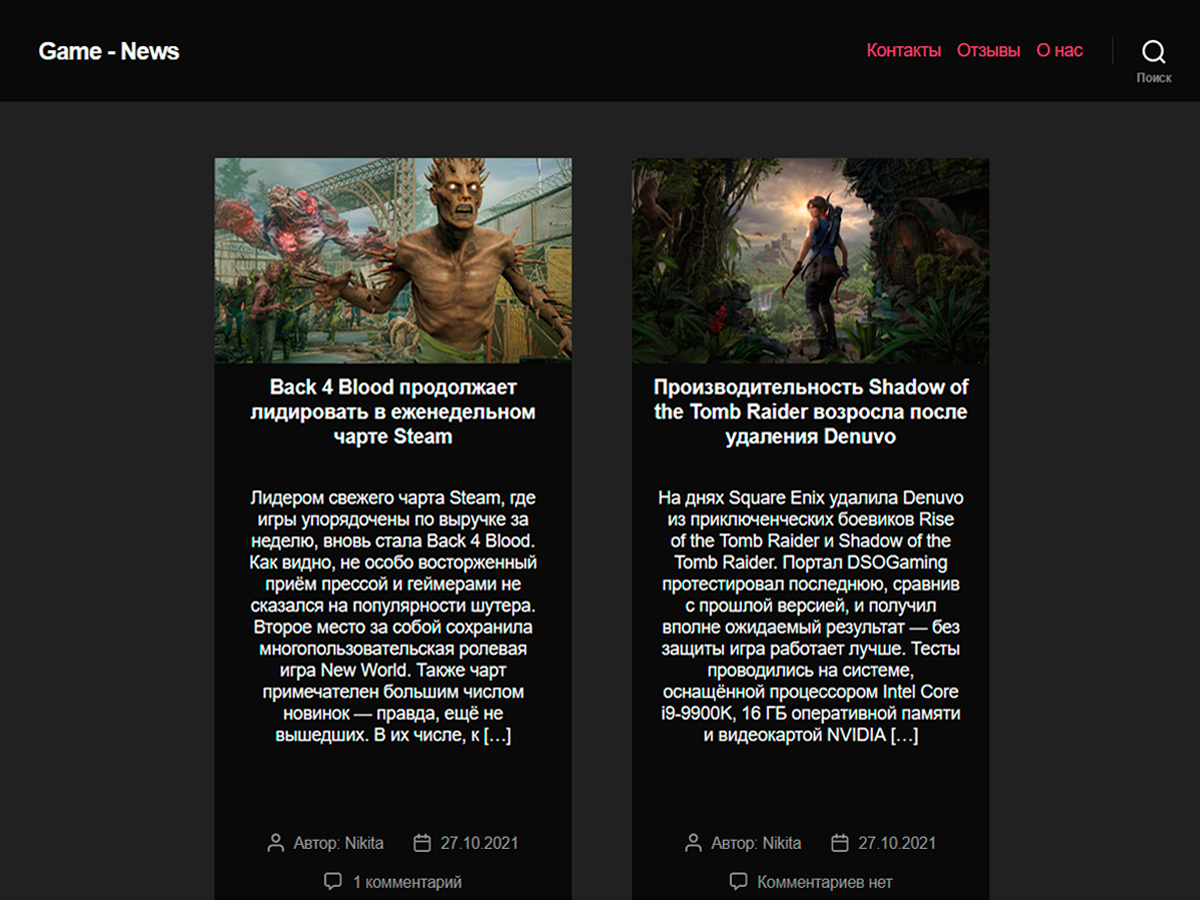 Game - News
Контакты Отзывы О нас
Поиск
Back 4 Blood продолжает
лидировать в еженедельном
чарте Steam
Лидером свежего чарта Steam, где
игры упорядочены по выручке за
неделю, вновь стала Back 4 Blood.
Как видно, не особо восторженный
приём прессой и геймерами не
сказался на популярности шутера.
Второе место за собой сохранила
многопользовательская ролевая
игра New World. Также чарт
примечателен большим числом
новинок — правда, ещё не
вышедших. В их числе, к […]
Автор: Nikita 27.10.2021
1 комментарий
Производительность Shadow of
the Tomb Raider возросла после
удаления Denuvo
На днях Square Enix удалила Denuvo
из приключенческих боевиков Rise
of the Tomb Raider и Shadow of the
Tomb Raider. Портал DSOGaming
протестировал последнюю, сравнив
с прошлой версией, и получил
вполне ожидаемый результат — без
защиты игра работает лучше. Тесты
проводились на системе,
оснащённой процессором Intel Core
i9-9900K, 16 ГБ оперативной памяти
и видеокартой NVIDIA […]
Автор: Nikita 27.10.2021
Комментариев нет